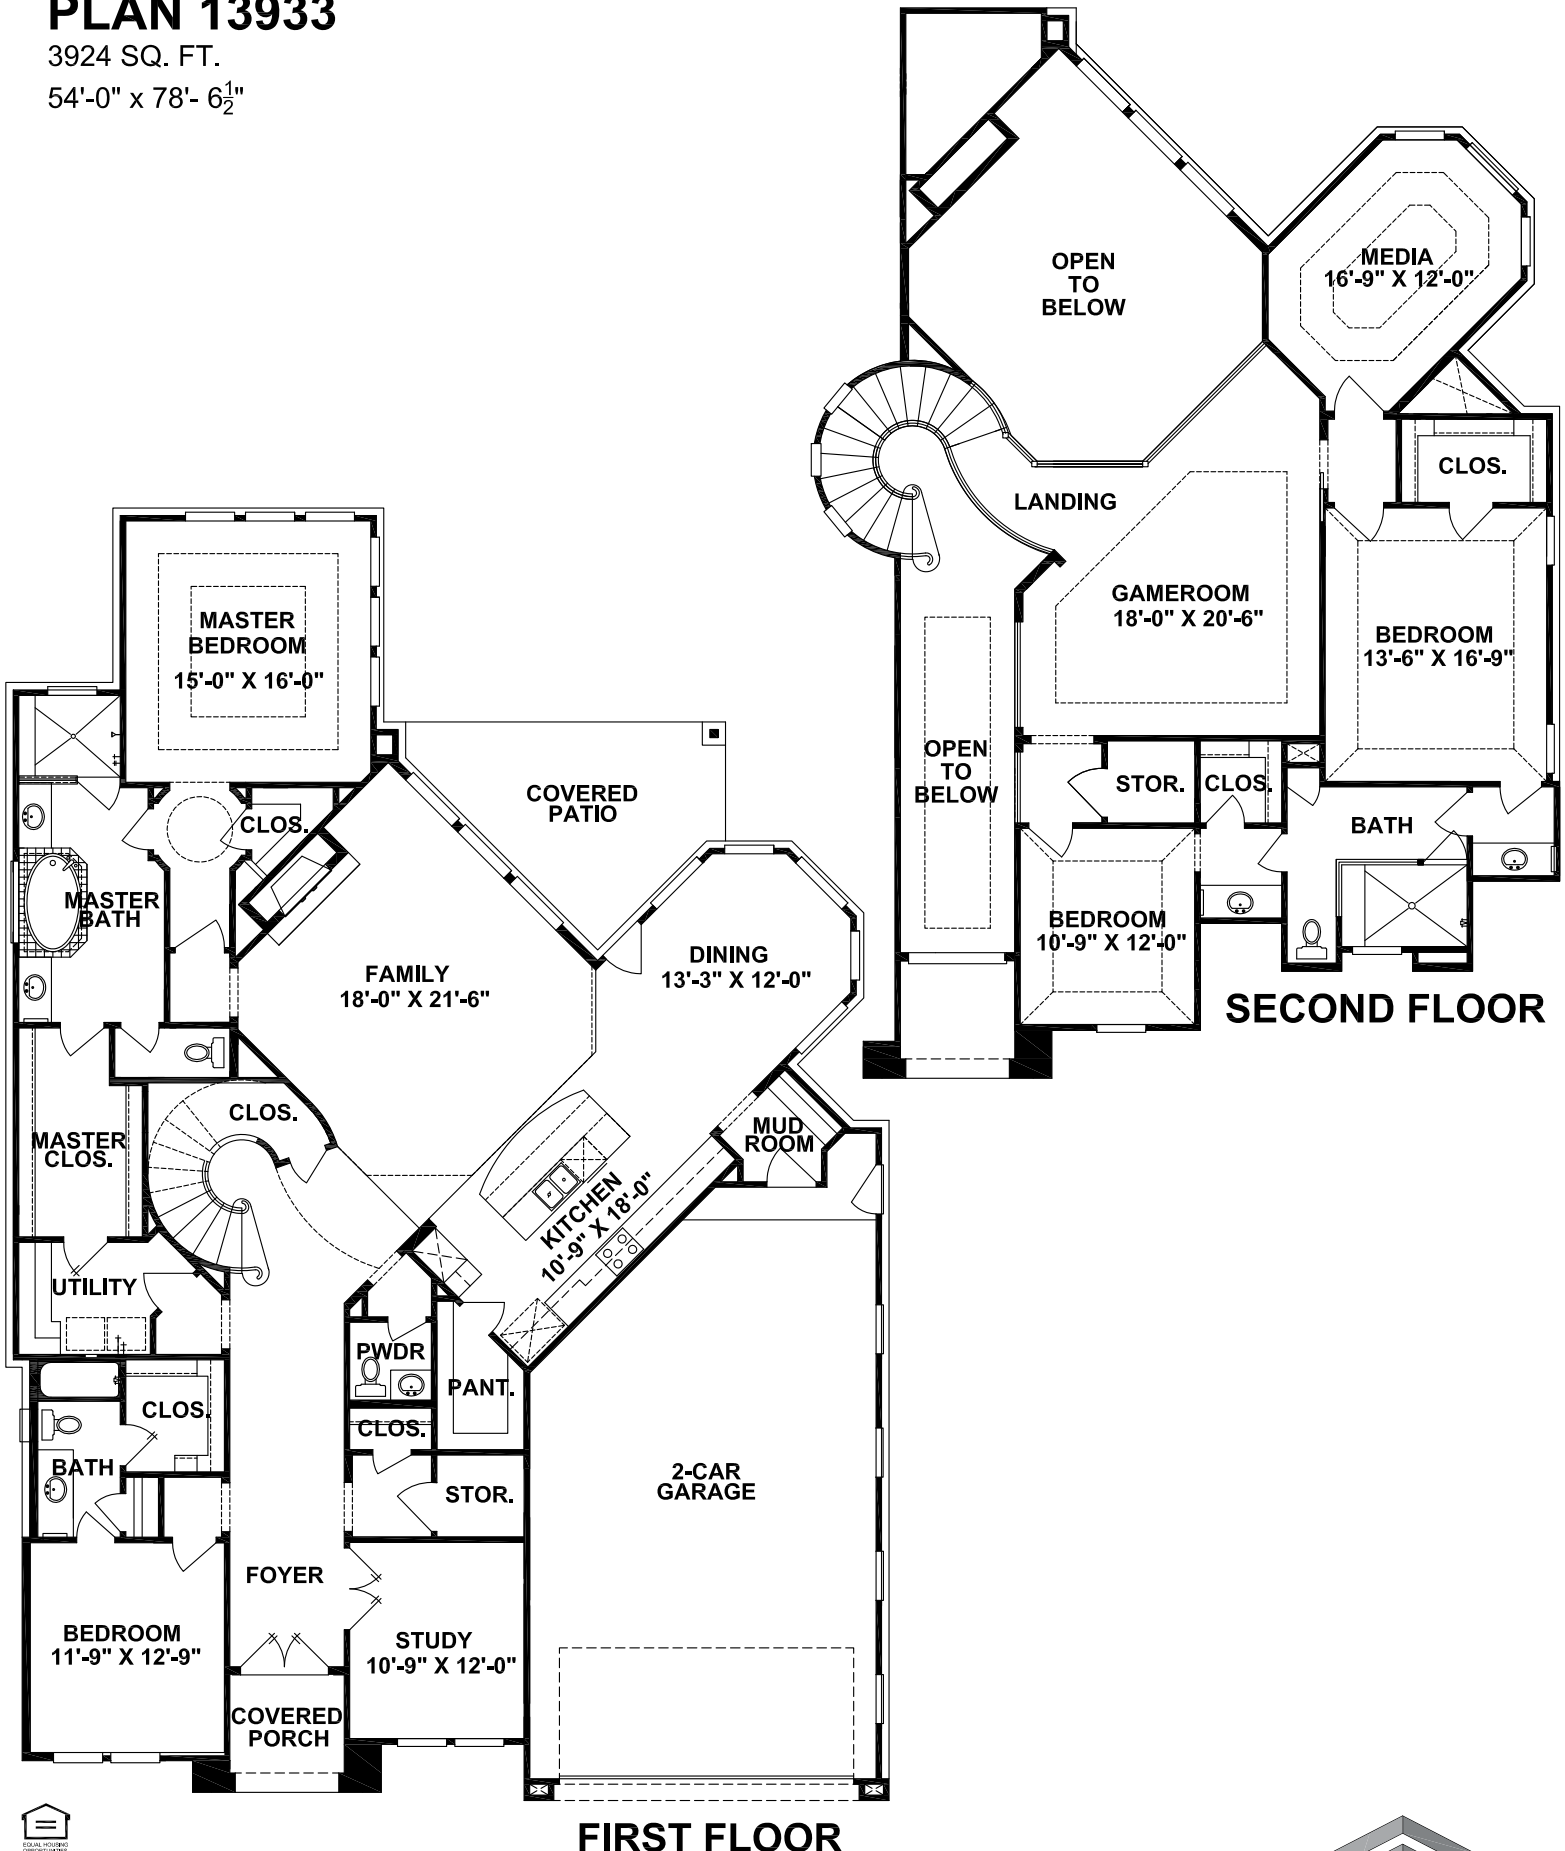 PLAN 13933
3924 SQ. FT.
54'-0" x 78'- 6½"
OPEN
TO
BELOW
MEDIA
16'-9" X 12'-0"
CLOS.
LANDING
GAMEROOM
18'-0" X 20'-6"
BEDROOM
13'-6" X 16'-9"
OPEN
TO
BELOW
STOR.
CLOS.
BATH
BEDROOM
10'-9" X 12'-0"
SECOND FLOOR
MASTER
BEDROOM
15'-0" X 16'-0"
COVERED
PATIO
CLOS.
MASTER
BATH
FAMILY
18'-0" X 21'-6"
DINING
13'-3" X 12'-0"
CLOS.
MUD
ROOM
MASTER
CLOS.
KITCHEN
10'-9" X 18'-0"
UTILITY
PWDR
PANT.
CLOS.
CLOS.
BATH
STOR.
2-CAR
GARAGE
FOYER
BEDROOM
11'-9" X 12'-9"
STUDY
10'-9" X 12'-0"
COVERED
PORCH
FIRST FLOOR
EQUAL HOUSING
OPPORTUNITIES